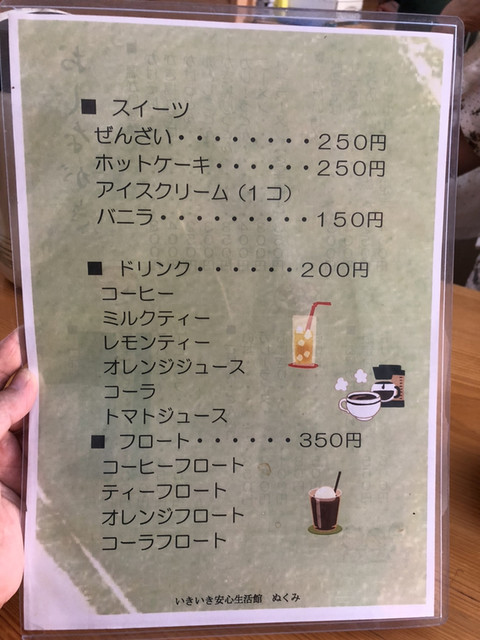 ■ スイーツ
ぜんざい・・・・・・・・・250円
ホットケーキ・・・・・・250円
アイスクリーム（1コ）
バニラ・・・・・・・・・・150円
■ ドリンク・・・・・・200円
コーヒー
ミルクティー
レモンティー
オレンジジュース
コーラ
トマトジュース
■ フロート・・・・・・350円
コーヒーフロート
ティーフロート
オレンジフロート
コーラフロート
いきいき安心生活館 ぬくみ